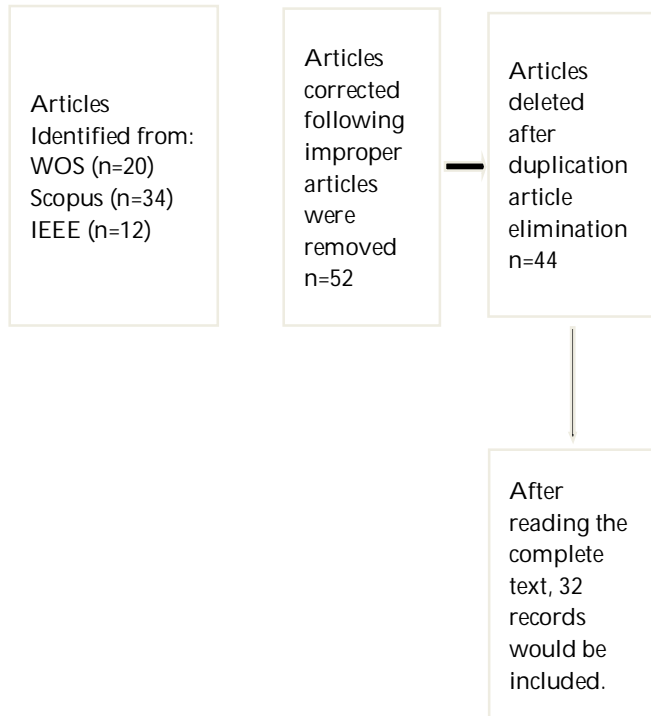 Articles
Identified from:
WOS (n=20)
Scopus (n=34)
IEEE (n=12)
Articles
corrected
following
improper
articles
were
removed
n=52
Articles
deleted
after
duplication
article
elimination
n=44
After
reading the
complete
text, 32
records
would be
included.